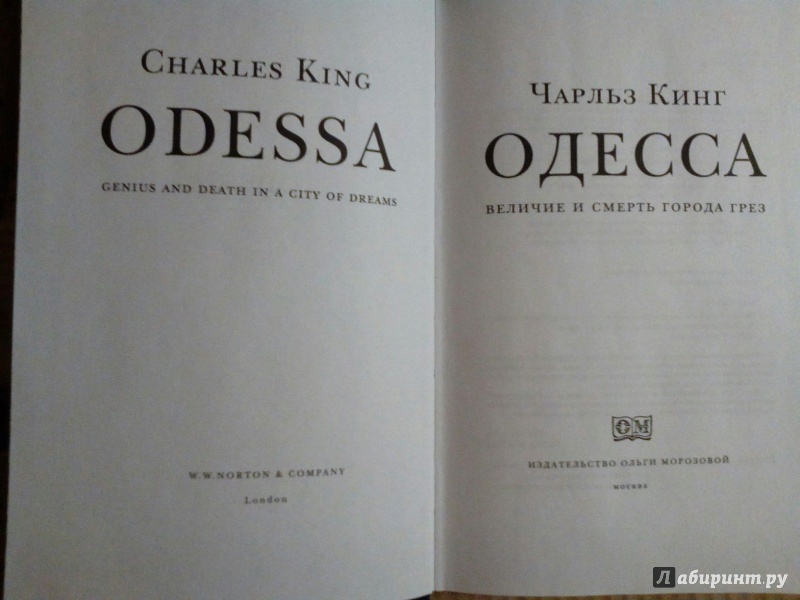 CHARLES KING
ODESSA
GENIUS AND DEATH IN A CITY OF DREAMS
W.W. NORTON & COMPANY
London
ЧАРЛЬЗ КИНГ
ОДЕССА
ВЕЛИЧИЕ И СМЕРТЬ ГОРОДА ГРЕЗ
ОМ
ИЗДАТЕЛЬСТВО ОЛЬГИ МОРОЗОВОЙ
МОСКВА
Лабиринт.ру